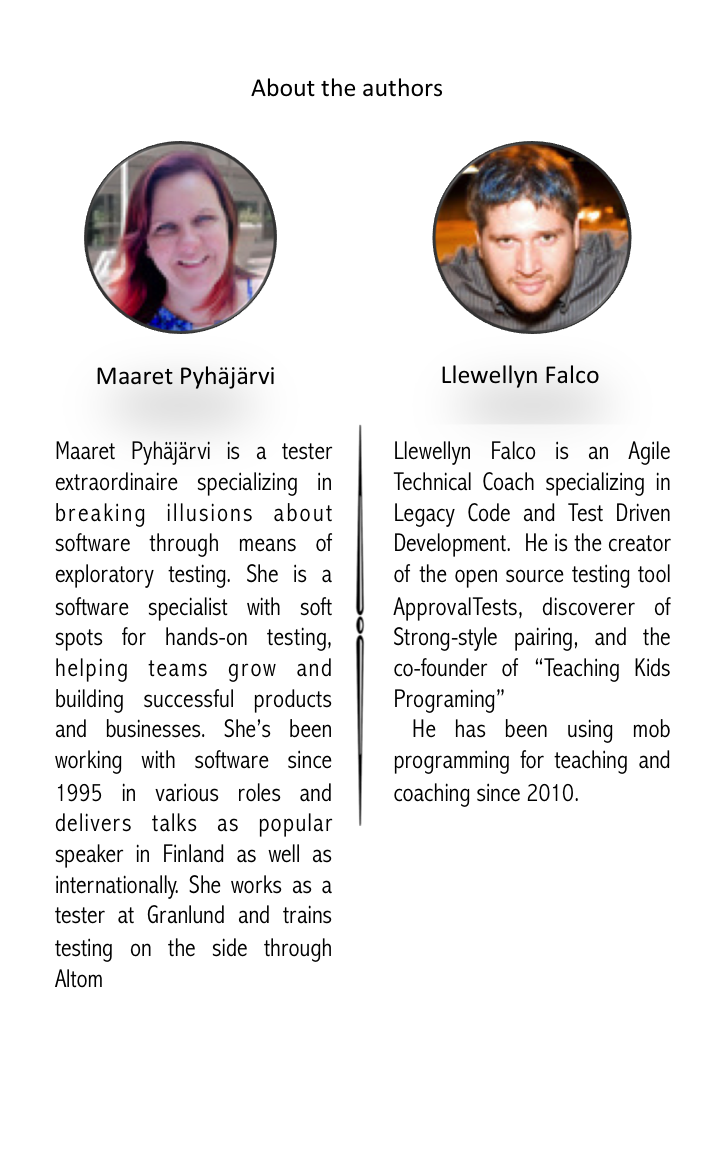 About the authors
Maaret Pyhäjärvi
Maaret Pyhäjärvi is a tester
extraordinaire specializing in
breaking illusions about
software through means of
exploratory testing. She is a
software specialist with soft
spots for hands-on testing,
helping teams grow and
building successful products
and businesses. She’s been
working with software since
1995 in various roles and
delivers talks as popular
speaker in Finland as well as
internationally. She works as a
tester at Granlund and trains
testing on the side through
Altom
Llewellyn Falco
Llewellyn Falco is an Agile
Technical Coach specializing in
Legacy Code and Test Driven
Development. He is the creator
of the open source testing tool
ApprovalTests, discoverer of
Strong-style pairing, and the
co-founder of “Teaching Kids
Programing”
He has been using mob
programming for teaching and
coaching since 2010.